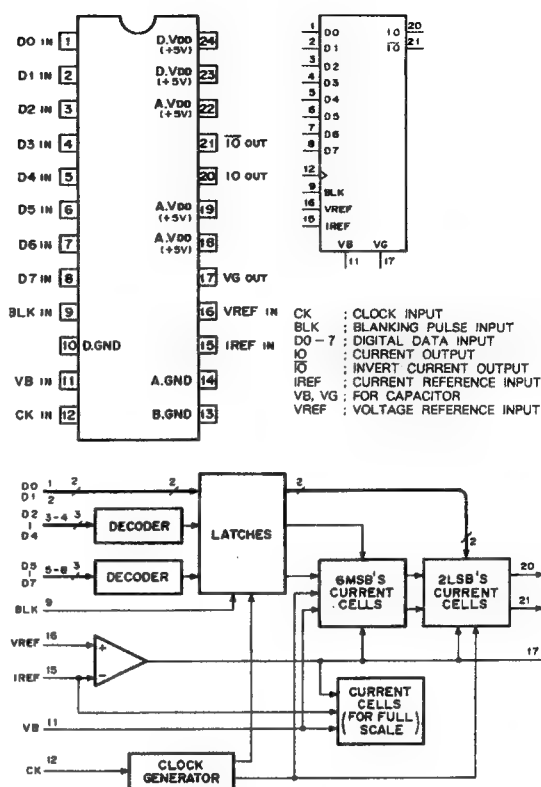 D0 IN 1
D1 IN 2
D2 IN 3
D3 IN 4
D4 IN 5
D5 IN 6
D6 IN 7
D7 IN 8
BLK IN 9
10 D.GND
VB IN 11
CK IN 12
D.VDD 24
(+5V)
D.VDD 23
(+5V)
A.VDD 22
(+5V)
21 IO OUT
20 IO OUT
A.VDD 19
(+5V)
A.VDD 18
(+5V)
17 VG OUT
16 VREF IN
15 IREF IN
A.GND 14
B.GND 13
1 D0
2 D1
3 D2
4 D3
5 D4
6 D5
7 D6
8 D7
12
9 BLK
16 VREF
15 IREF
IO 20
IO 21
VB VG
11 17
CK : CLOCK INPUT
BLK : BLANKING PULSE INPUT
D0-7 : DIGITAL DATA INPUT
IO : CURRENT OUTPUT
IO : INVERT CURRENT OUTPUT
IREF : CURRENT REFERENCE INPUT
VB, VG : FOR CAPACITOR
VREF : VOLTAGE REFERENCE INPUT
D0 1 2 2
D1 2
D2 3-4 3
D4
DECODER
D5 5-8 3
D7
DECODER
BLK 9
LATCHES
2
2
6MSB'S
CURRENT
CELLS
2LSB'S
CURRENT
CELLS
20
21
VREF 16
IREF 15
+
-
17
CURRENT
CELLS
(FOR FULL
SCALE)
VB 11
CK 12
CLOCK
GENERATOR